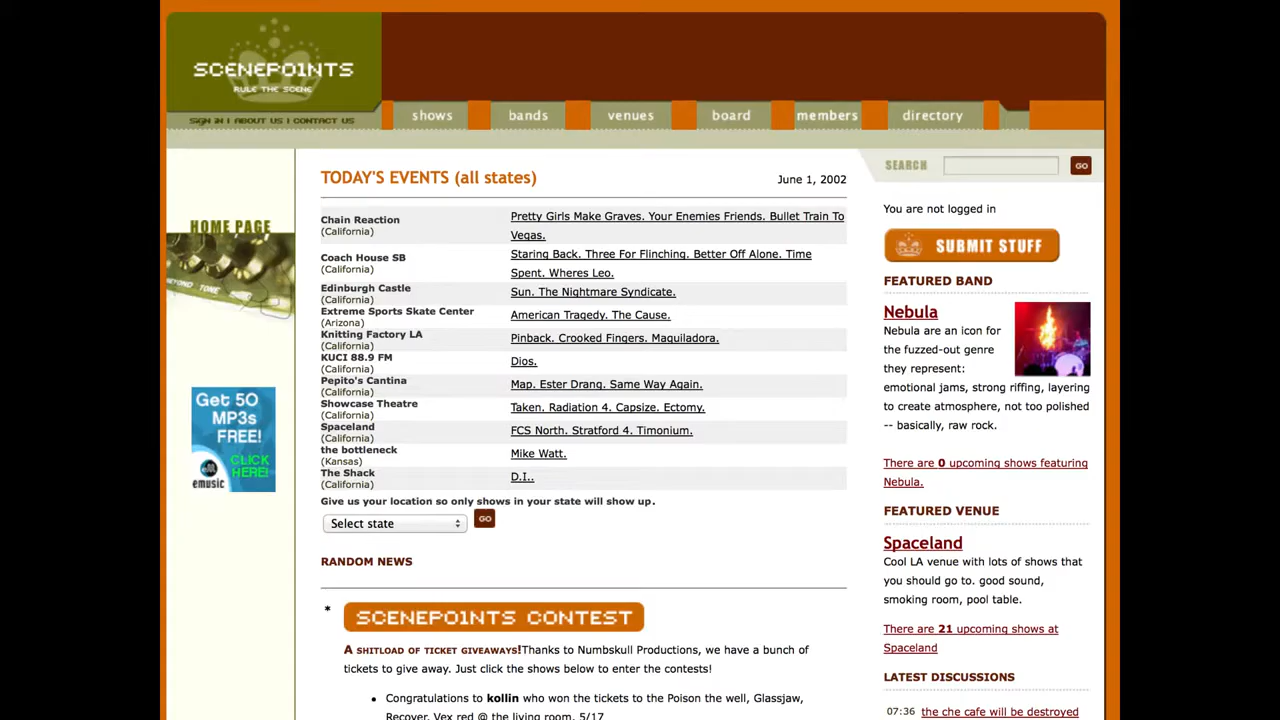 SCENEPO1NTS
RULE THE SCENE
SIGN IN | ABOUT US | CONTACT US
shows
bands
venues
board
members
directory
HOME PAGE
BEYOND TONE
Get 50
MP3s
FREE!
CLICK
HERE!
emusic
TODAY'S EVENTS (all states)
June 1, 2002
Chain Reaction
(California)
Pretty Girls Make Graves. Your Enemies Friends. Bullet Train To
Vegas.
Coach House SB
(California)
Staring Back. Three For Flinching. Better Off Alone. Time
Spent. Wheres Leo.
Edinburgh Castle
(California)
Sun. The Nightmare Syndicate.
Extreme Sports Skate Center
(Arizona)
American Tragedy. The Cause.
Knitting Factory LA
(California)
Pinback. Crooked Fingers. Maquiladora.
KUCI 88.9 FM
(California)
Dios.
Pepito's Cantina
(California)
Map. Ester Drang. Same Way Again.
Showcase Theatre
(California)
Taken. Radiation 4. Capsize. Ectomy.
Spaceland
(California)
FCS North. Stratford 4. Timonium.
the bottleneck
(Kansas)
Mike Watt.
The Shack
(California)
D.I..
Give us your location so only shows in your state will show up.
Select state
GO
RANDOM NEWS
*
SCENEPO1NTS CONTEST
A SHITLOAD OF TICKET GIVEAWAYS!Thanks to Numbskull Productions, we have a bunch of
tickets to give away. Just click the shows below to enter the contests!
• Congratulations to kollin who won the tickets to the Poison the well, Glassjaw,
Recover, Vex red @ the living room, 5/17
SEARCH
GO
You are not logged in
SUBMIT STUFF
FEATURED BAND
Nebula
Nebula are an icon for
the fuzzed-out genre
they represent:
emotional jams, strong riffing, layering
to create atmosphere, not too polished
-- basically, raw rock.
There are 0 upcoming shows featuring
Nebula.
FEATURED VENUE
Spaceland
Cool LA venue with lots of shows that
you should go to. good sound,
smoking room, pool table.
There are 21 upcoming shows at
Spaceland
LATEST DISCUSSIONS
07:36 the che cafe will be destroyed